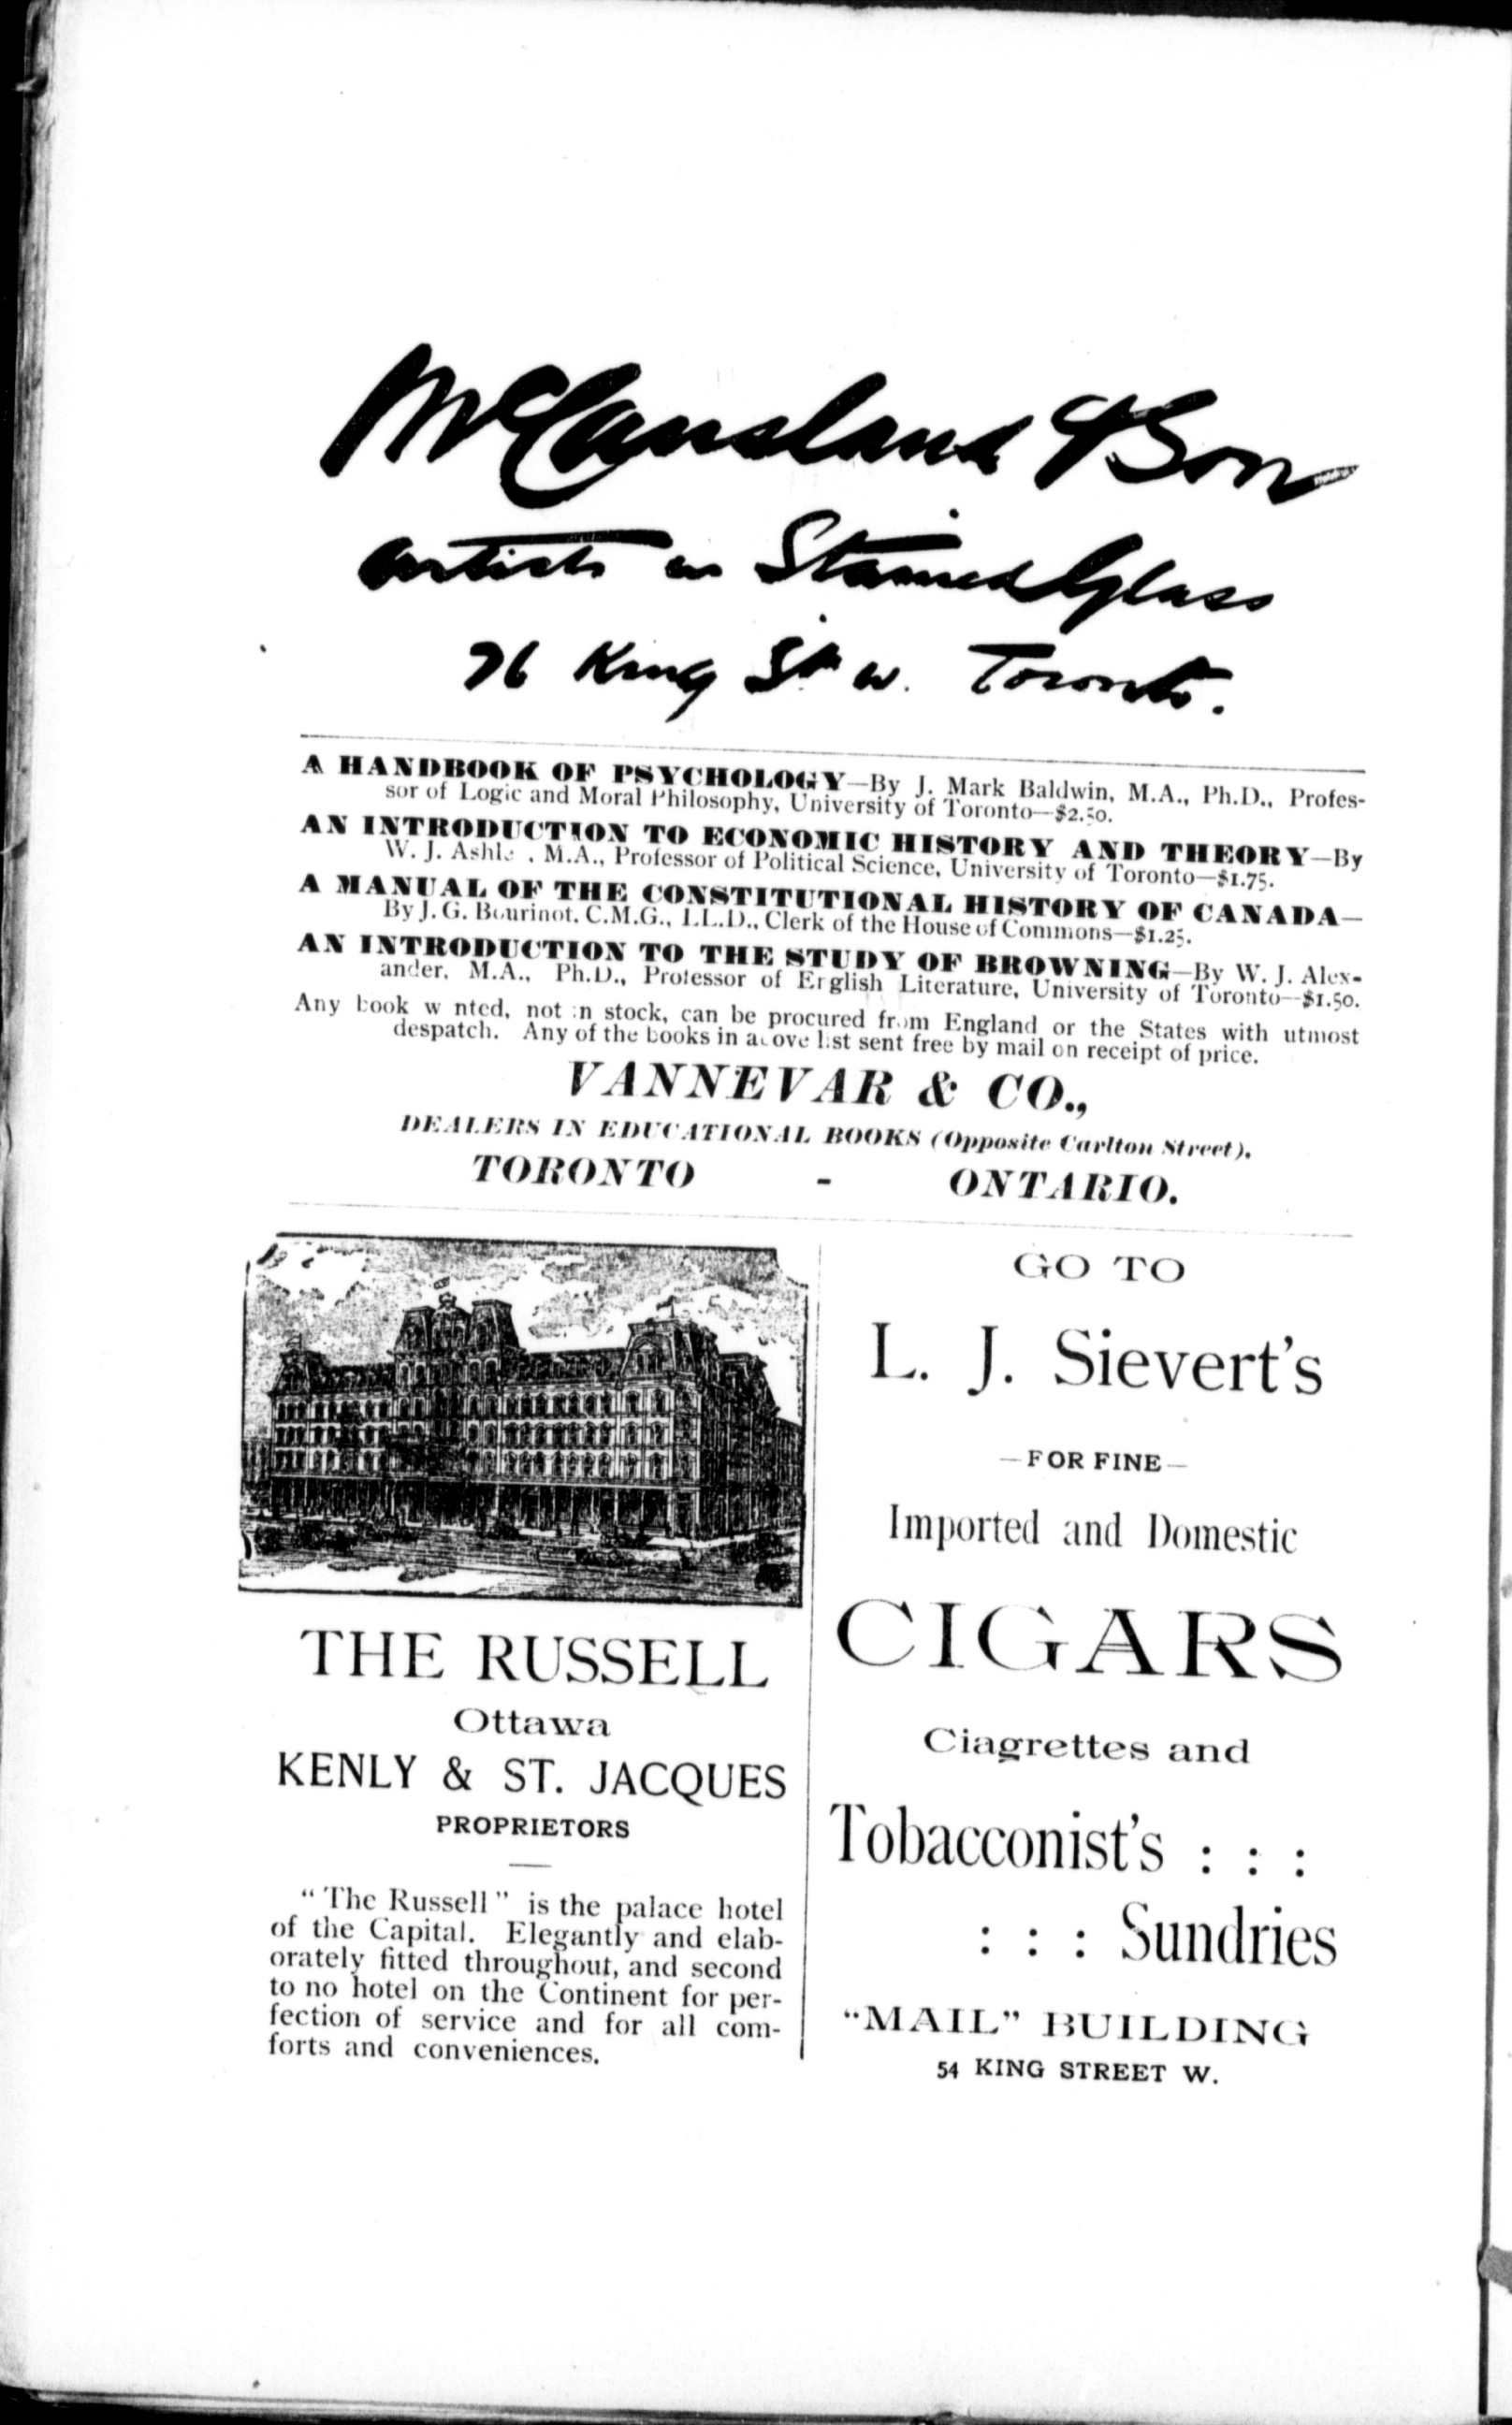 McCausland & Son
Artists in Stained Glass
76 King St W. Toronto.
A HANDBOOK OF PSYCHOLOGY—By J. Mark Baldwin, M.A., Ph.D., Profes-
sor of Logic and Moral Philosophy, University of Toronto—$2.50.
AN INTRODUCTION TO ECONOMIC HISTORY AND THEORY—By
W. J. Ashle , M.A., Professor of Political Science, University of Toronto—$1.75.
A MANUAL OF THE CONSTITUTIONAL HISTORY OF CANADA—
By J. G. Bourinot, C.M.G., LL.D., Clerk of the House of Commons—$1.25.
AN INTRODUCTION TO THE STUDY OF BROWNING—By W. J. Alex-
ander, M.A., Ph.D., Professor of English Literature, University of Toronto—$1.50.
Any book w nted, not in stock, can be procured from England or the States with utmost
despatch. Any of the books in above list sent free by mail on receipt of price.
VANNEVAR & CO.,
DEALERS IN EDUCATIONAL BOOKS (Opposite Carlton Street).
TORONTO - ONTARIO.
THE RUSSELL
Ottawa
KENLY & ST. JACQUES
PROPRIETORS
"The Russell" is the palace hotel
of the Capital. Elegantly and elab-
orately fitted throughout, and second
to no hotel on the Continent for per-
fection of service and for all com-
forts and conveniences.
GO TO
L. J. Sievert's
—FOR FINE—
Imported and Domestic
CIGARS
Ciagrettes and
Tobacconist's : : :
: : : Sundries
"MAIL" BUILDING
54 KING STREET W.